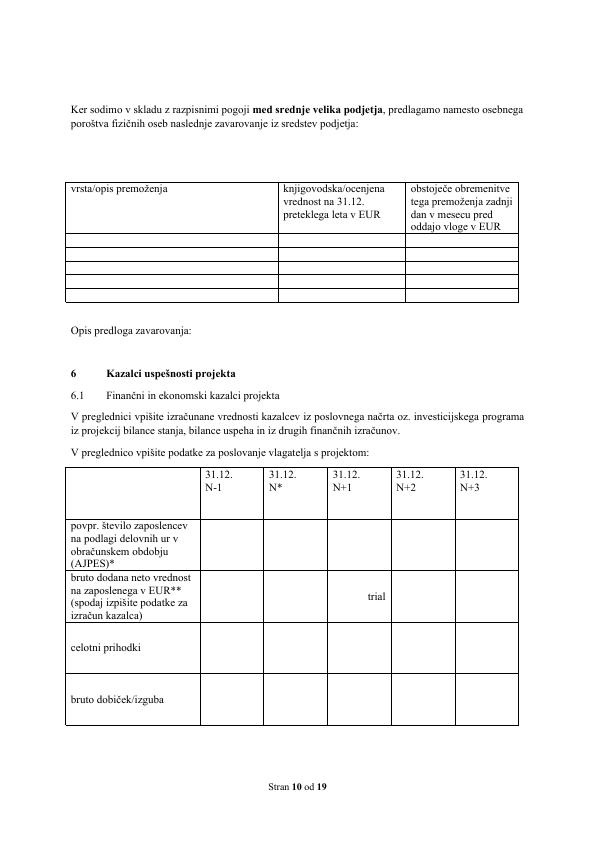 Ker sodimo v skladu z razpisnimi pogoji med srednje velika podjetja, predlagamo namesto osebnega
poroštva fizičnih oseb naslednje zavarovanje iz sredstev podjetja:
vrsta/opis premoženja
knjigovodska/ocenjena
vrednost na 31.12.
preteklega leta v EUR
obstoječe obremenitve
tega premoženja zadnji
dan v mesecu pred
oddajo vloge v EUR
Opis predloga zavarovanja:
6 Kazalci uspešnosti projekta
6.1 Finančni in ekonomski kazalci projekta
V preglednici vpišite izračunane vrednosti kazalcev iz poslovnega načrta oz. investicijskega programa
iz projekcij bilance stanja, bilance uspeha in iz drugih finančnih izračunov.
V preglednico vpišite podatke za poslovanje vlagatelja s projektom:
31.12.
N-1
31.12.
N*
31.12.
N+1
31.12.
N+2
31.12.
N+3
povpr. število zaposlencev
na podlagi delovnih ur v
obračunskem obdobju
(AJPES)*
bruto dodana neto vrednost
na zaposlenega v EUR**
(spodaj izpišite podatke za
izračun kazalca)
trial
celotni prihodki
bruto dobiček/izguba
Stran 10 od 19